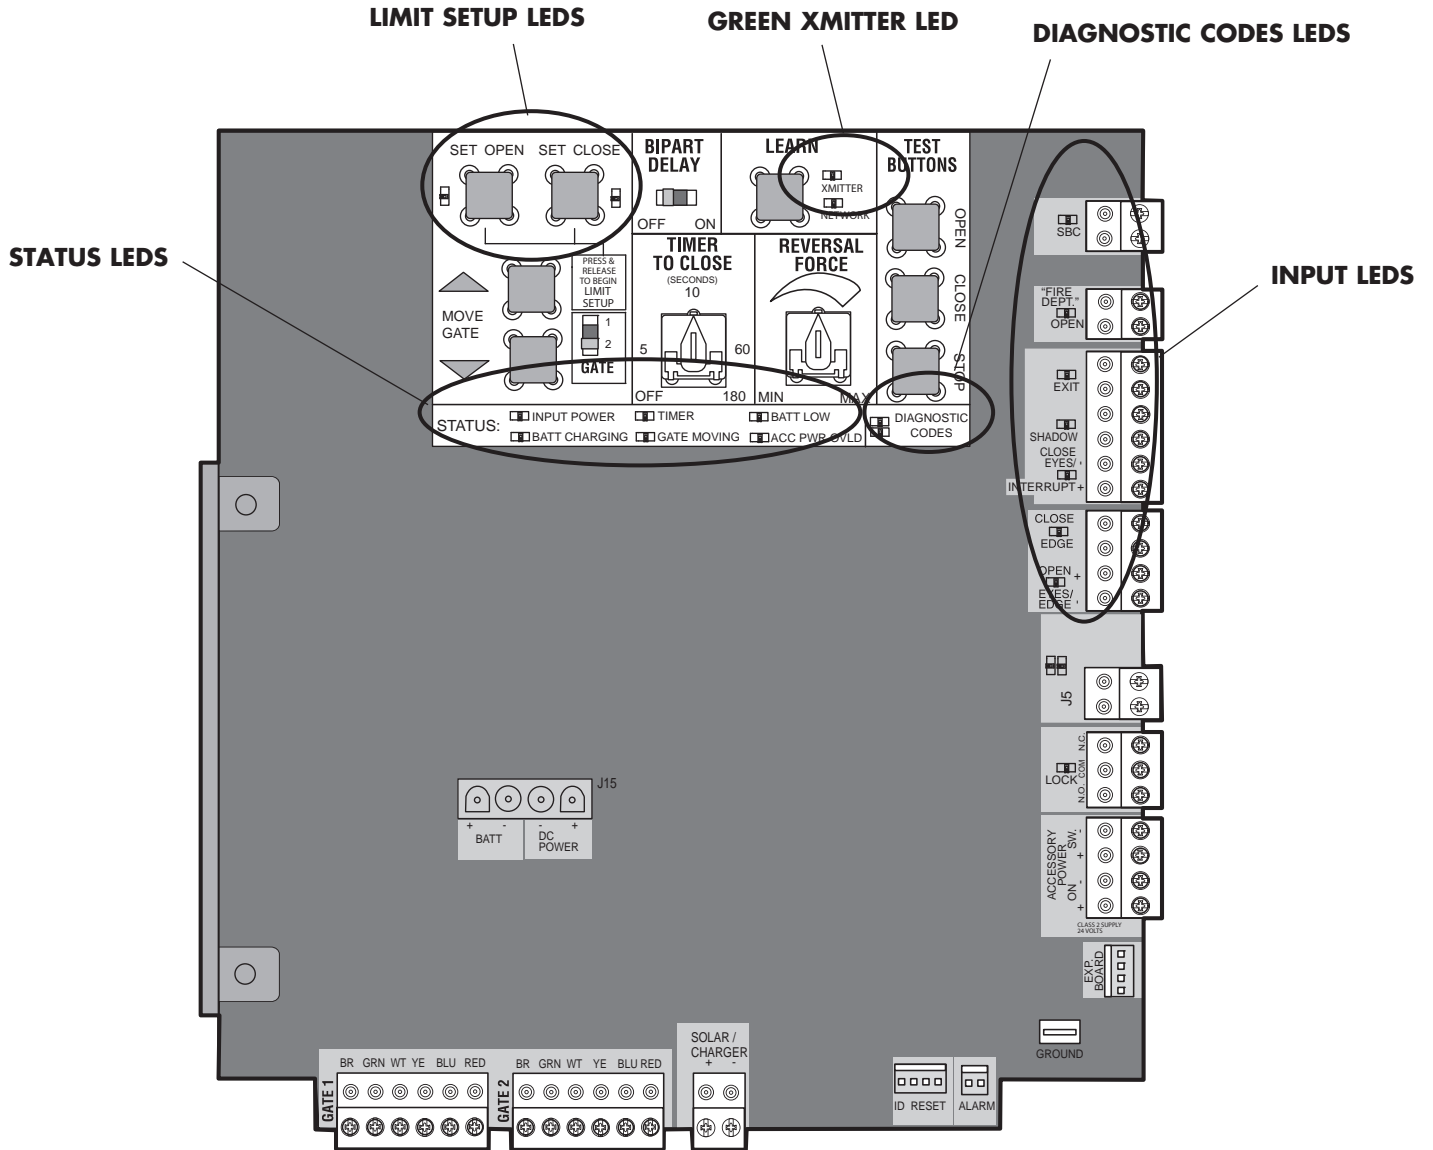 LIMIT SETUP LEDS
GREEN XMITTER LED
DIAGNOSTIC CODES LEDS
STATUS LEDS
INPUT LEDS
SET OPEN
SET CLOSE
BIPART
DELAY
OFF
ON
LEARN
XMITTER
NETWORK
TEST
BUTTONS
OPEN
CLOSE
STOP
MOVE
GATE
PRESS &
RELEASE
TO BEGIN
LIMIT
SETUP
1
2
GATE
TIMER
TO CLOSE
(SECONDS)
10
5
60
OFF
180
REVERSAL
FORCE
MIN
MAX
STATUS:
INPUT POWER
TIMER
BATT LOW
BATT CHARGING
GATE MOVING
ACC PWR OVLD
DIAGNOSTIC
CODES
SBC
"FIRE
DEPT."
OPEN
EXIT
SHADOW
CLOSE
EYES/ -
INTERRUPT +
CLOSE
EDGE
OPEN +
EYES/
EDGE -
J5
N.C.
COM
N.O.
LOCK
ACCESSORY
POWER
SW. - +
ON - +
CLASS 2 SUPPLY
24 VOLTS
EXP.
BOARD
GROUND
J15
+ - - +
BATT
DC
POWER
GATE 1
BR GRN WT YE BLU RED
GATE 2
BR GRN WT YE BLU RED
SOLAR /
CHARGER
+ -
ID RESET
ALARM